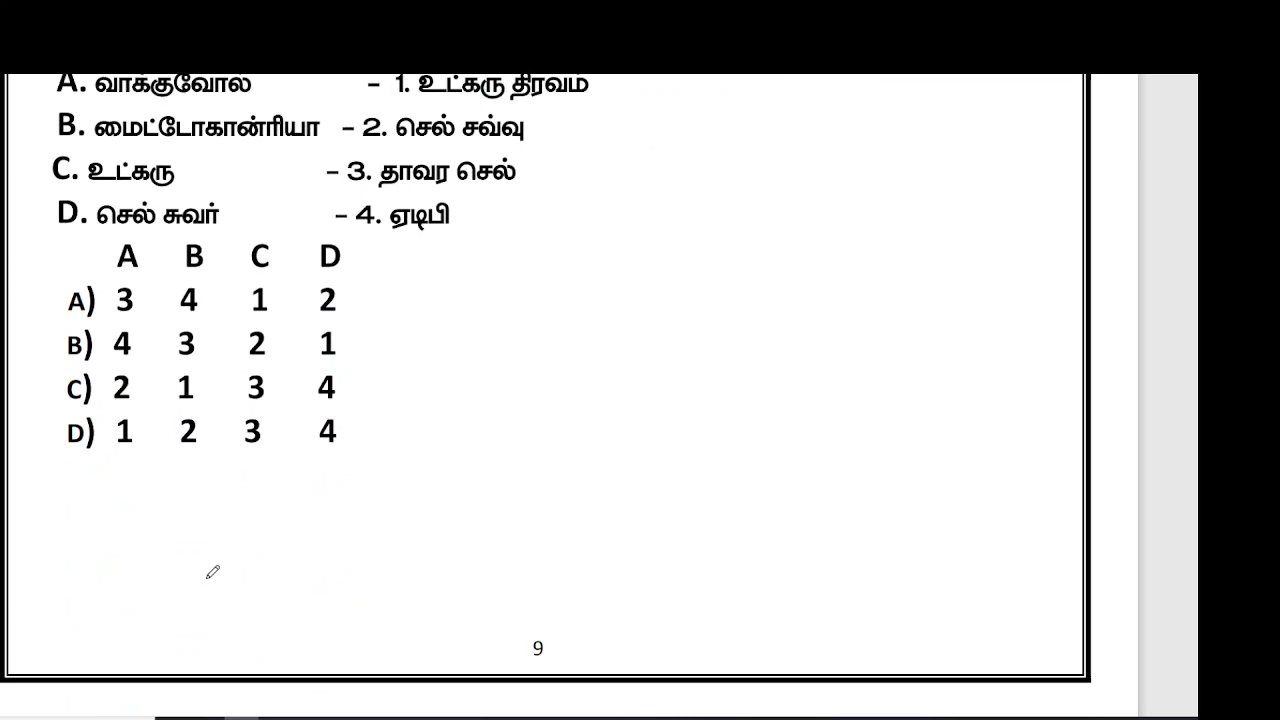 A. வாக்குவோல் – 1. உட்கரு திரவம்
B. மைட்டோகான்ரியா – 2. செல் சவ்வு
C. உட்கரு – 3. தாவர செல்
D. செல் சுவர் – 4. ஏடிபி
A B C D
A) 3 4 1 2
B) 4 3 2 1
C) 2 1 3 4
D) 1 2 3 4
9